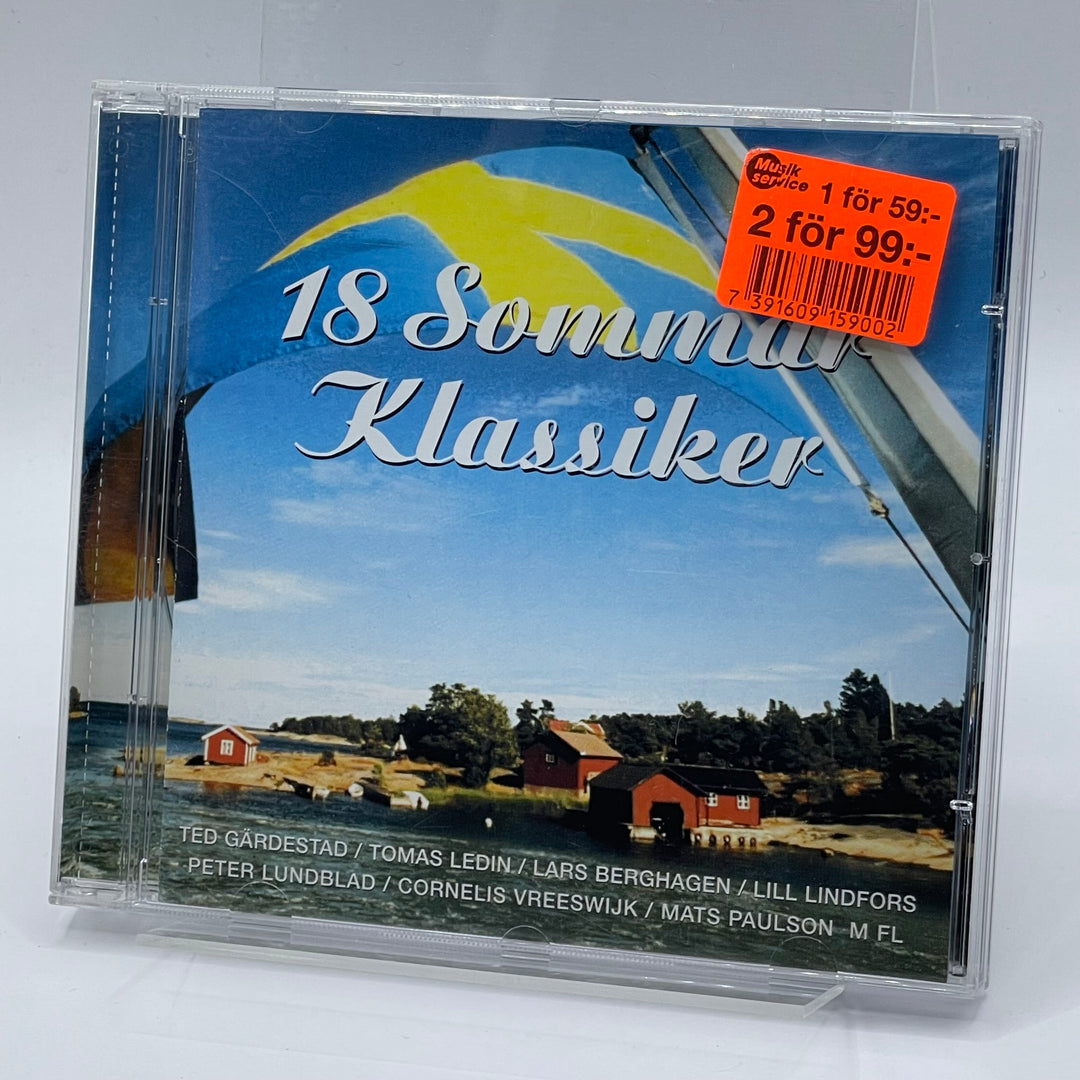 Musik
service
1 för 59:-
2 för 99:-
7 391609 159002
18 Sommar
Klassiker
TED GÄRDESTAD / TOMAS LEDIN / LARS BERGHAGEN / LILL LINDFORS
PETER LUNDBLAD / CORNELIS VREESWIJK / MATS PAULSON M FL